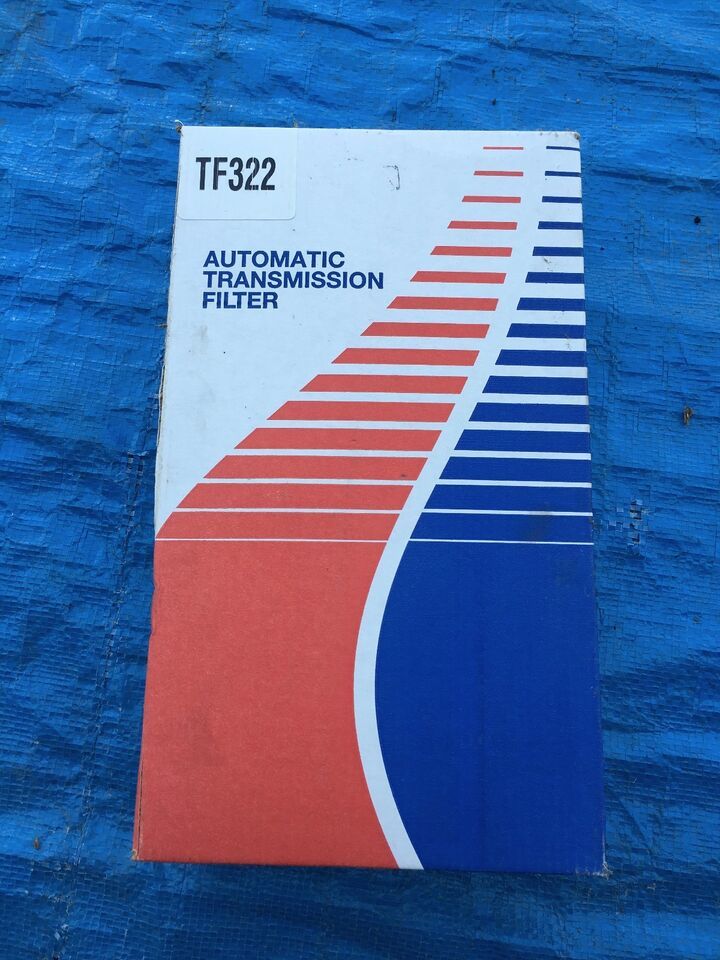 TF322
AUTOMATIC
TRANSMISSION
FILTER